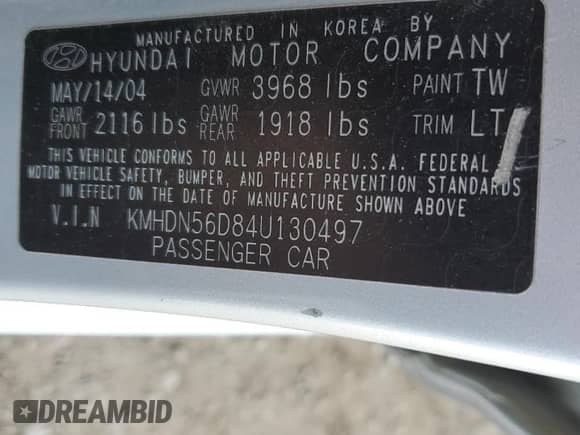 MANUFACTURED IN KOREA BY
HYUNDAI MOTOR COMPANY
MAY/14/04 GVWR 3968 lbs PAINT TW
GAWR FRONT 2116 lbs GAWR REAR 1918 lbs TRIM LT
THIS VEHICLE CONFORMS TO ALL APPLICABLE U.S.A. FEDERAL
MOTOR VEHICLE SAFETY, BUMPER, AND THEFT PREVENTION STANDARDS
IN EFFECT ON THE DATE OF MANUFACTURE SHOWN ABOVE
V.I.N KMHDN56D84U130497
PASSENGER CAR
DREAMBID